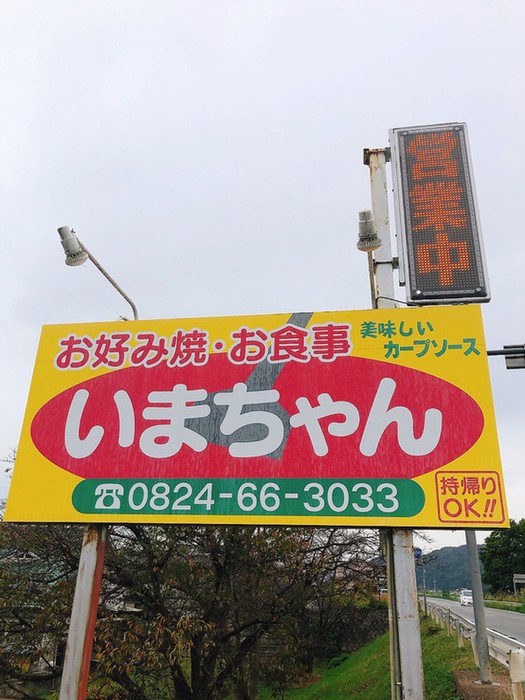 営業中
お好み焼・お食事
美味しい
カープソース
いまちゃん
☎0824-66-3033
持帰り
OK!!